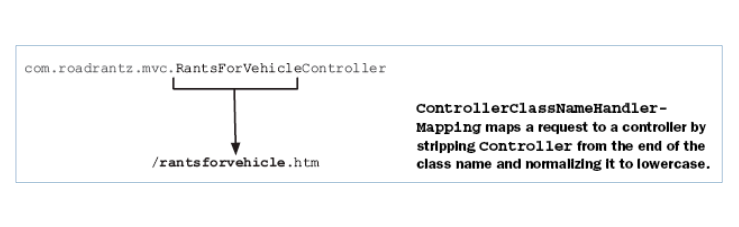 com.roadrantz.mvc.RantsForVehicleController
/rantsforvehicle.htm
ControllerClassNameHandler-
Mapping maps a request to a controller by
stripping Controller from the end of the
class name and normalizing it to lowercase.